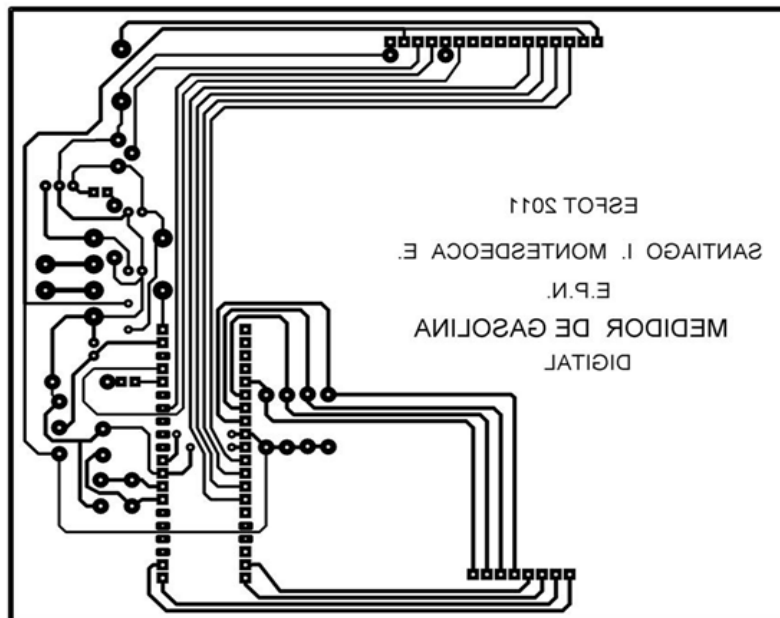 ESFOT 2011
SANTIAGO I. MONTESDEOCA E.
E.P.N.
MEDIDOR DE GASOLINA
DIGITAL